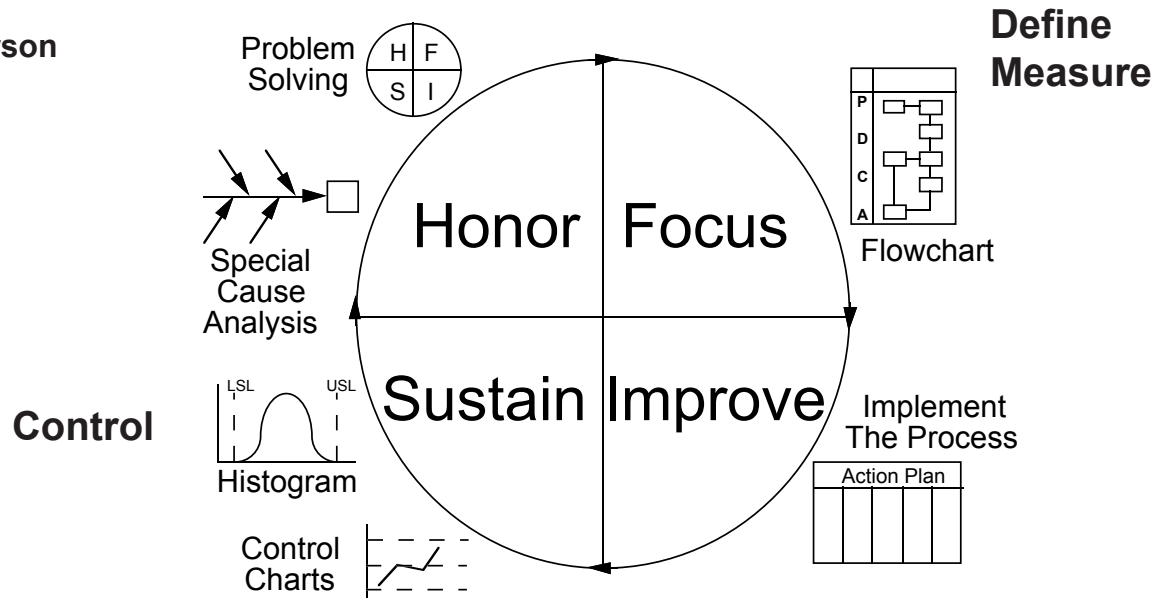 rson
Define
Measure
Problem
Solving
H F
S I
P
D
C
A
Flowchart
Honor Focus
Special
Cause
Analysis
Sustain Improve
LSL USL
Histogram
Control
Implement
The Process
Action Plan
Control
Charts